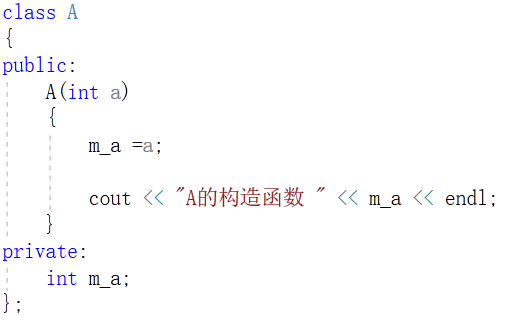 class A
{
public:
    A(int a)
    {
        m_a =a;
        cout << "A的构造函数 " << m_a << endl;
    }
private:
    int m_a;
};